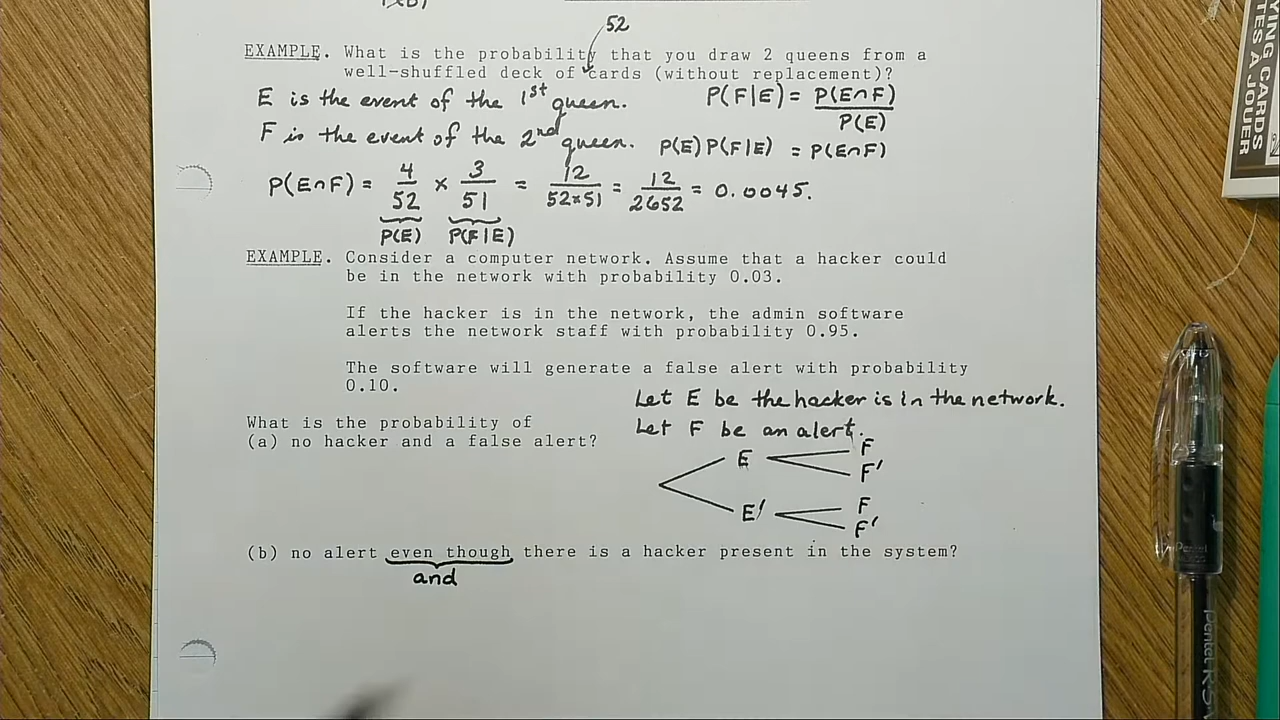 52
EXAMPLE. What is the probability that you draw 2 queens from a
well-shuffled deck of cards (without replacement)?
E is the event of the 1st queen.
P(F|E) = P(E∩F) / P(E)
F is the event of the 2nd queen.
P(E)P(F|E) = P(E∩F)
P(E∩F) = 4/52 × 3/51 = 12/52×51 = 12/2652 = 0.0045.
P(E) P(F|E)
EXAMPLE. Consider a computer network. Assume that a hacker could
be in the network with probability 0.03.
If the hacker is in the network, the admin software
alerts the network staff with probability 0.95.
The software will generate a false alert with probability
0.10.
Let E be the hacker is in the network.
What is the probability of
Let F be an alert.
(a) no hacker and a false alert?
E F
F'
E' F
F'
(b) no alert even though there is a hacker present in the system?
and
YING CARDS
TES A JOUER
Pentel
Pentel R.S.V